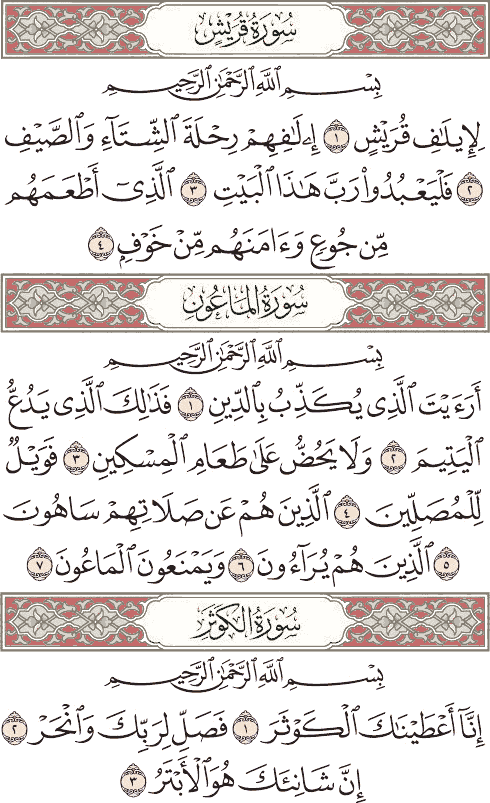 سُورَةُ قُرَيْشٍ
بِسْمِ ٱللَّهِ ٱلرَّحْمَٰنِ ٱلرَّحِيمِ
لِإِيلَٰفِ قُرَيْشٍ ١ إِۦلَٰفِهِمْ رِحْلَةَ ٱلشِّتَآءِ وَٱلصَّيْفِ
٢ فَلْيَعْبُدُوا۟ رَبَّ هَٰذَا ٱلْبَيْتِ ٣ ٱلَّذِىٓ أَطْعَمَهُم
مِّن جُوعٍ وَءَامَنَهُم مِّنْ خَوْفٍۭ ٤
سُورَةُ المَاعُونِ
بِسْمِ ٱللَّهِ ٱلرَّحْمَٰنِ ٱلرَّحِيمِ
أَرَءَيْتَ ٱلَّذِى يُكَذِّبُ بِٱلدِّينِ ١ فَذَٰلِكَ ٱلَّذِى يَدُعُّ
ٱلْيَتِيمَ ٢ وَلَا يَحُضُّ عَلَىٰ طَعَامِ ٱلْمِسْكِينِ ٣ فَوَيْلٌ
لِّلْمُصَلِّينَ ٤ ٱلَّذِينَ هُمْ عَن صَلَاتِهِمْ سَاهُونَ
٥ ٱلَّذِينَ هُمْ يُرَآءُونَ ٦ وَيَمْنَعُونَ ٱلْمَاعُونَ ٧
سُورَةُ الكَوْثَرِ
بِسْمِ ٱللَّهِ ٱلرَّحْمَٰنِ ٱلرَّحِيمِ
إِنَّآ أَعْطَيْنَٰكَ ٱلْكَوْثَرَ ١ فَصَلِّ لِرَبِّكَ وَٱنْحَرْ ٢
إِنَّ شَانِئَكَ هُوَ ٱلْأَبْتَرُ ٣